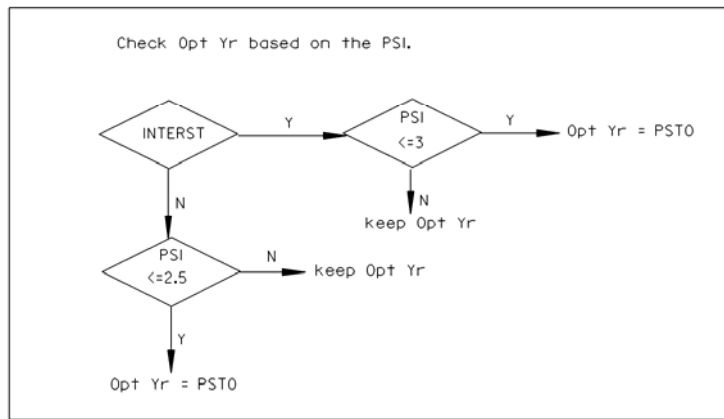 Check Opt Yr based on the PSI.
INTERST
Y
PSI
<=3
Y
Opt Yr = PSTO
N
keep Opt Yr
N
PSI
<=2.5
N
keep Opt Yr
Y
Opt Yr = PSTO